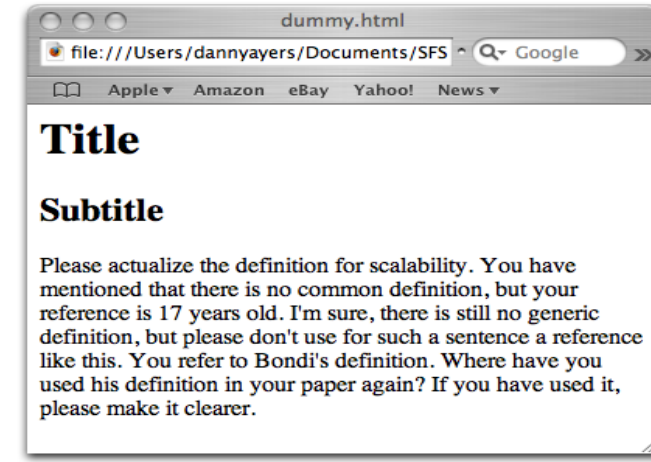 dummy.html
file:///Users/dannyayers/Documents/SFS Google
Apple Amazon eBay Yahoo! News
Title
Subtitle
Please actualize the definition for scalability. You have
mentioned that there is no common definition, but your
reference is 17 years old. I'm sure, there is still no generic
definition, but please don't use for such a sentence a reference
like this. You refer to Bondi's definition. Where have you
used his definition in your paper again? If you have used it,
please make it clearer.